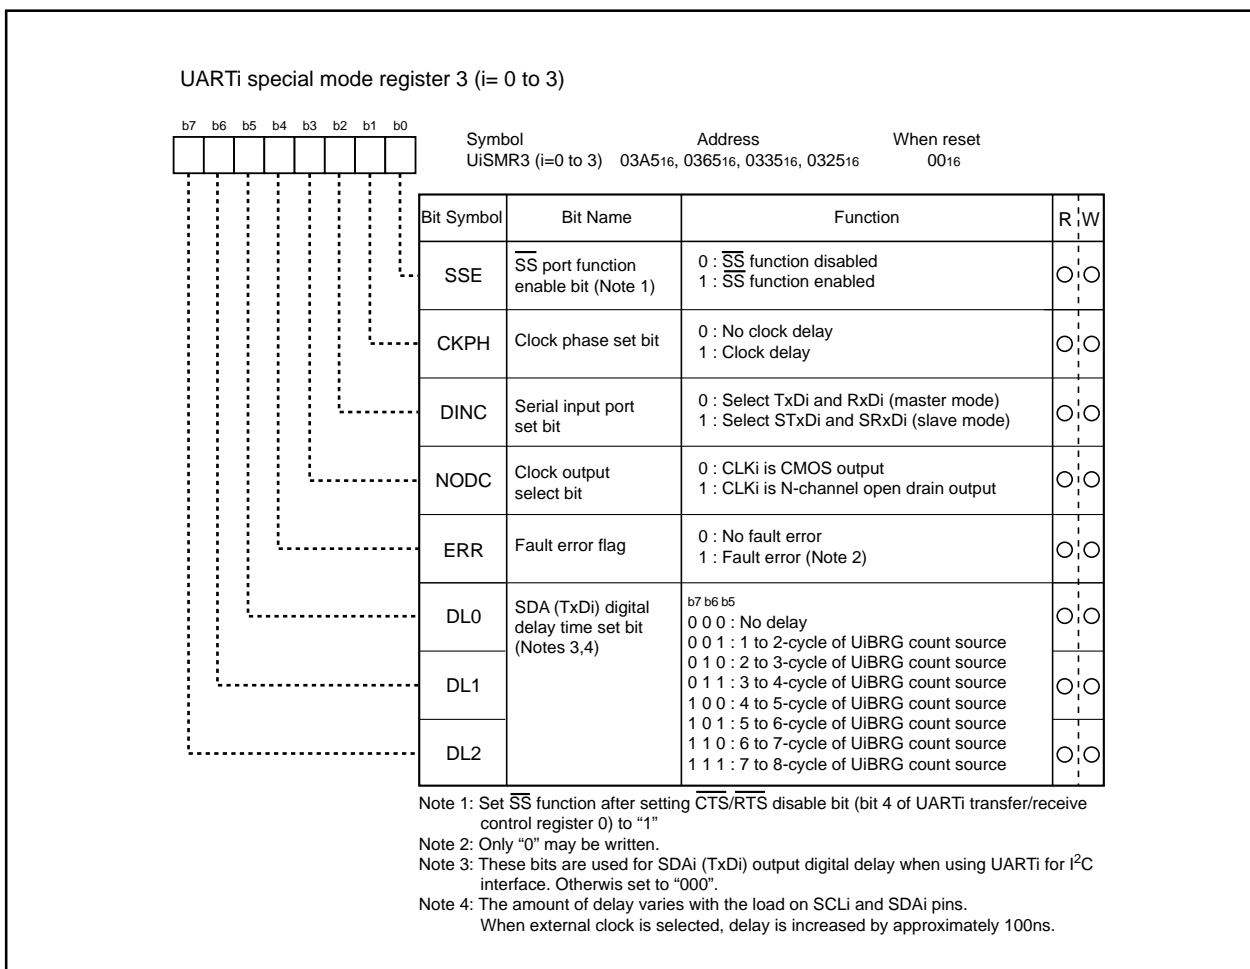 UARTi special mode register 3 (i= 0 to 3)
b7 b6 b5 b4 b3 b2 b1 b0
Symbol Address When reset
UiSMR3 (i=0 to 3) 03A5₁₆, 0365₁₆, 0335₁₆, 0325₁₆ 00₁₆
Bit Symbol Bit Name Function R W
SSE
S̅S̅ port function
enable bit (Note 1)
0 : S̅S̅ function disabled
1 : S̅S̅ function enabled
CKPH
Clock phase set bit
0 : No clock delay
1 : Clock delay
DINC
Serial input port
set bit
0 : Select TxDi and RxDi (master mode)
1 : Select STxDi and SRxDi (slave mode)
NODC
Clock output
select bit
0 : CLKi is CMOS output
1 : CLKi is N-channel open drain output
ERR
Fault error flag
0 : No fault error
1 : Fault error (Note 2)
DL0
DL1
DL2
SDA (TxDi) digital
delay time set bit
(Notes 3,4)
b7 b6 b5
0 0 0 : No delay
0 0 1 : 1 to 2-cycle of UiBRG count source
0 1 0 : 2 to 3-cycle of UiBRG count source
0 1 1 : 3 to 4-cycle of UiBRG count source
1 0 0 : 4 to 5-cycle of UiBRG count source
1 0 1 : 5 to 6-cycle of UiBRG count source
1 1 0 : 6 to 7-cycle of UiBRG count source
1 1 1 : 7 to 8-cycle of UiBRG count source
Note 1: Set S̅S̅ function after setting C̅T̅S̅/R̅T̅S̅ disable bit (bit 4 of UARTi transfer/receive
control register 0) to “1”
Note 2: Only “0” may be written.
Note 3: These bits are used for SDAi (TxDi) output digital delay when using UARTi for I²C
interface. Otherwis set to “000”.
Note 4: The amount of delay varies with the load on SCLi and SDAi pins.
When external clock is selected, delay is increased by approximately 100ns.